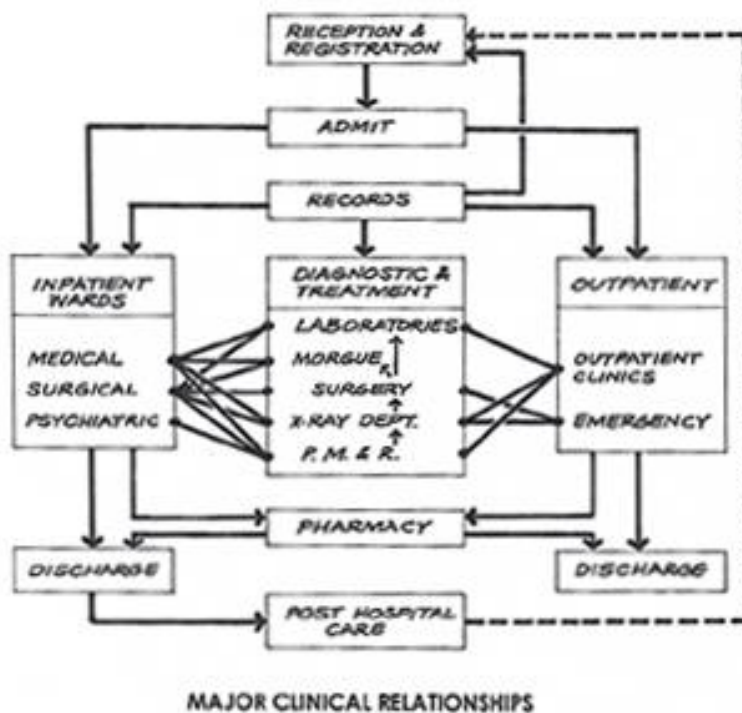 RECEPTION &
REGISTRATION
ADMIT
RECORDS
INPATIENT
WARDS
MEDICAL
SURGICAL
PSYCHIATRIC
DIAGNOSTIC &
TREATMENT
LABORATORIES
MORGUE
SURGERY
X-RAY DEPT.
P. M. & R.
OUTPATIENT
OUTPATIENT
CLINICS
EMERGENCY
PHARMACY
DISCHARGE
DISCHARGE
POST HOSPITAL
CARE
MAJOR CLINICAL RELATIONSHIPS